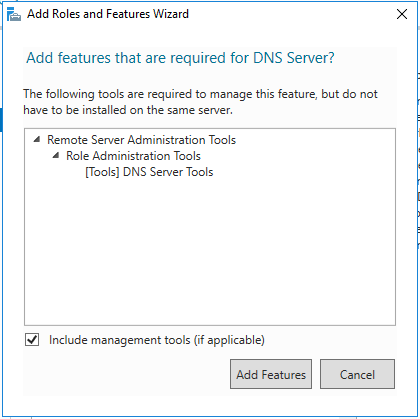 Add Roles and Features Wizard
Add features that are required for DNS Server?
The following tools are required to manage this feature, but do not
have to be installed on the same server.
Remote Server Administration Tools
Role Administration Tools
[Tools] DNS Server Tools
Include management tools (if applicable)
Add Features
Cancel